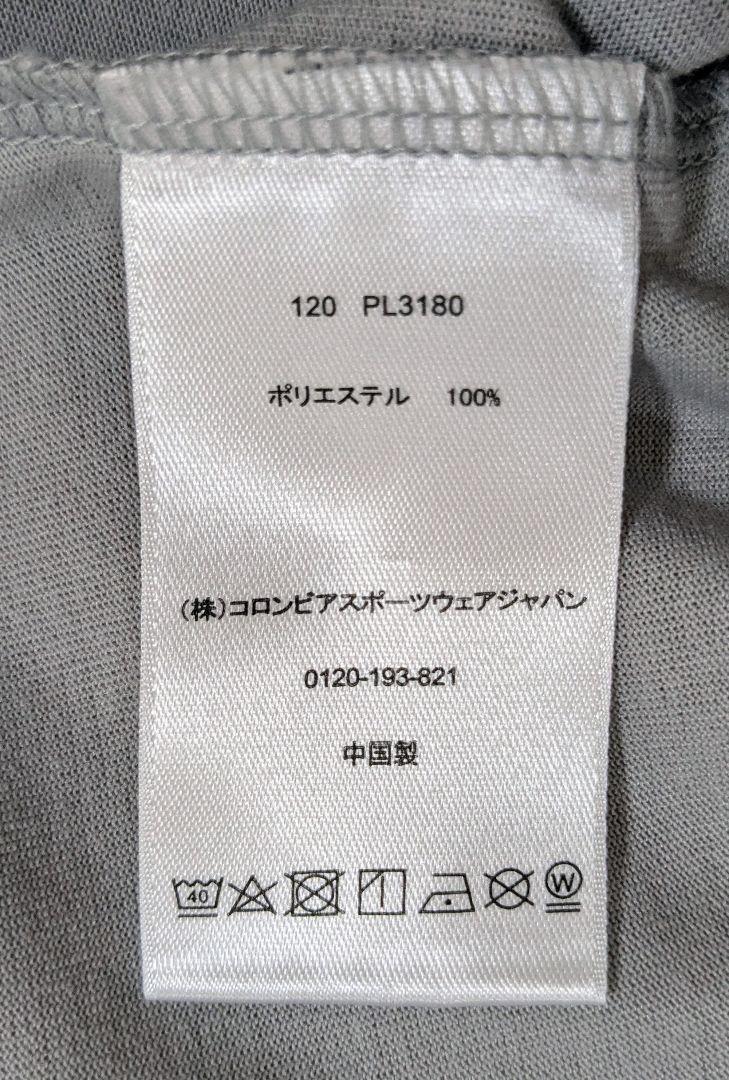 120 PL3180
ポリエステル 100%
(株)コロンビアスポーツウェアジャパン
0120-193-821
中国製
40 W